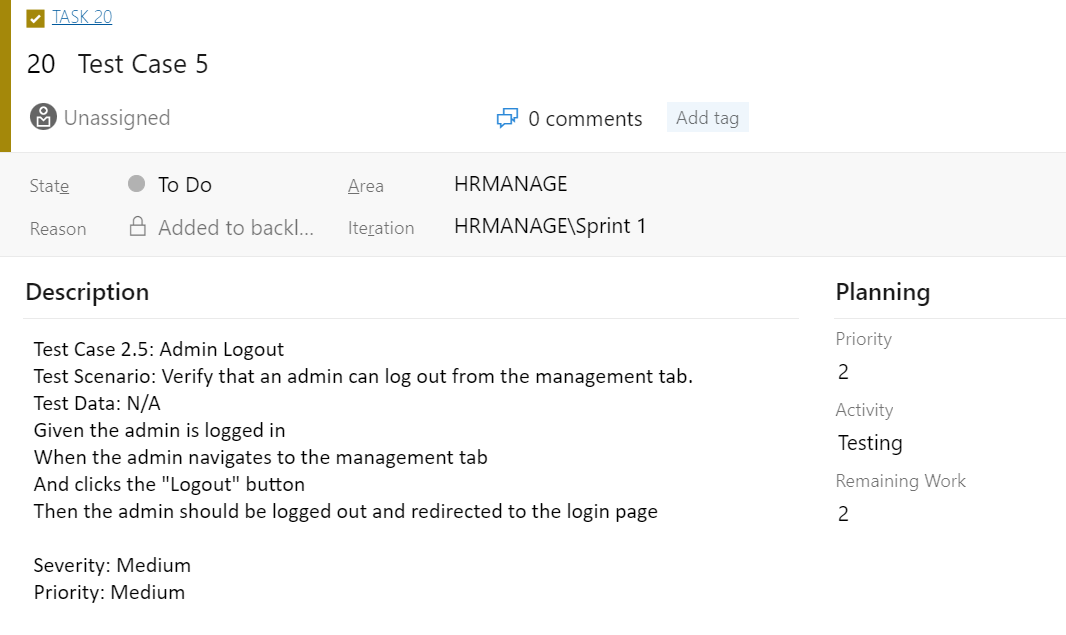 TASK 20
20 Test Case 5
Unassigned
0 comments
Add tag
State
To Do
Area
HRMANAGE
Reason
Added to backl...
Iteration
HRMANAGE\Sprint 1
Description
Test Case 2.5: Admin Logout
Test Scenario: Verify that an admin can log out from the management tab.
Test Data: N/A
Given the admin is logged in
When the admin navigates to the management tab
And clicks the "Logout" button
Then the admin should be logged out and redirected to the login page
Severity: Medium
Priority: Medium
Planning
Priority
2
Activity
Testing
Remaining Work
2